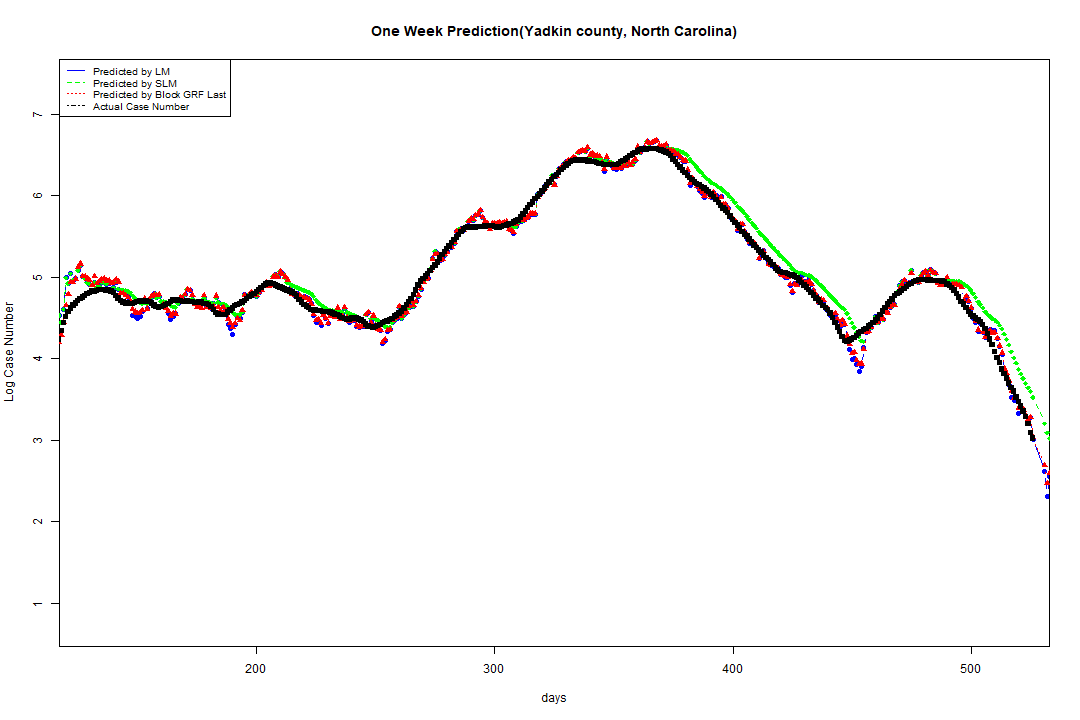 One Week Prediction(Yadkin county, North Carolina)
Predicted by LM
Predicted by SLM
Predicted by Block GRF Last
Actual Case Number
7
6
5
4
3
2
1
Log Case Number
200 300 400 500
days